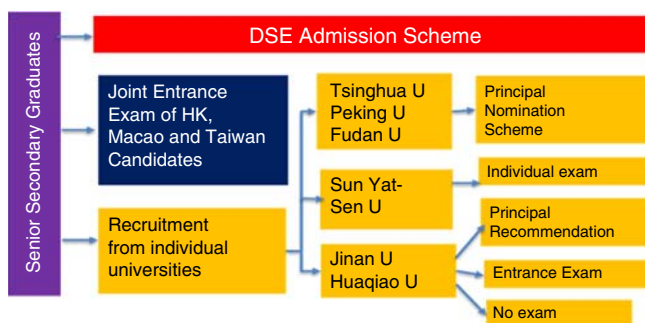 Senior Secondary Graduates
DSE Admission Scheme
Joint Entrance
Exam of HK,
Macao and Taiwan
Candidates
Recruitment
from individual
universities
Tsinghua U
Peking U
Fudan U
Sun Yat-
Sen U
Jinan U
Huaqiao U
Principal
Nomination
Scheme
Individual exam
Principal
Recommendation
Entrance Exam
No exam